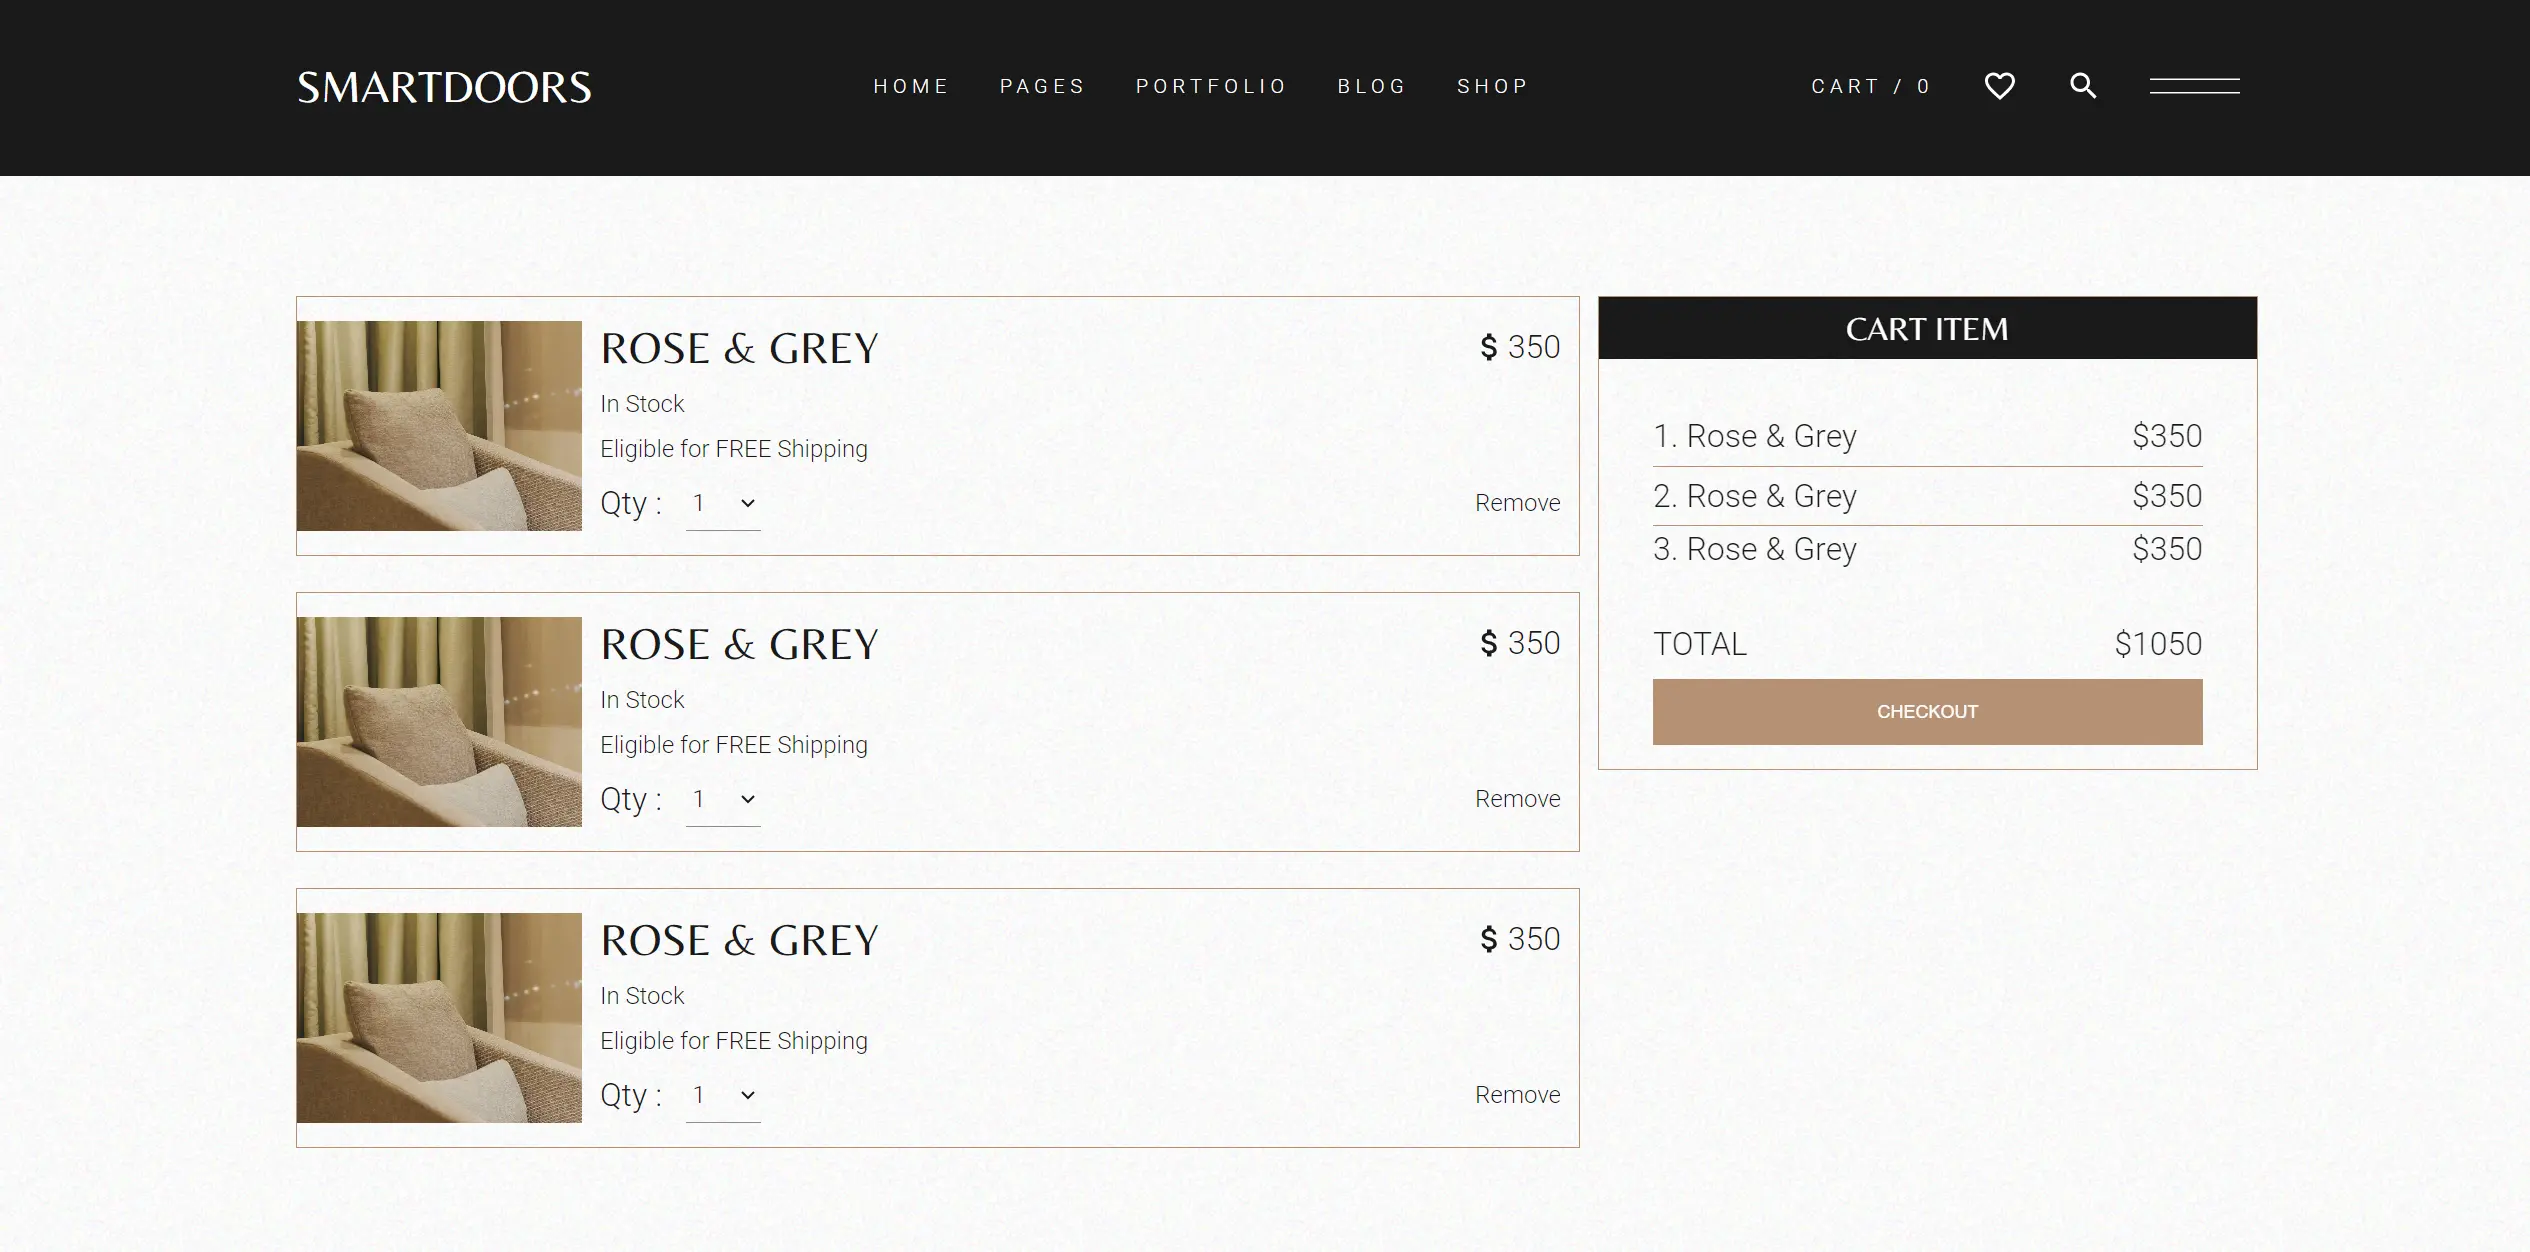 SMARTDOORS
HOME PAGES PORTFOLIO BLOG SHOP
CART / 0
ROSE & GREY
$ 350
In Stock
Eligible for FREE Shipping
Qty : 1
Remove
ROSE & GREY
$ 350
In Stock
Eligible for FREE Shipping
Qty : 1
Remove
ROSE & GREY
$ 350
In Stock
Eligible for FREE Shipping
Qty : 1
Remove
CART ITEM
1. Rose & Grey $350
2. Rose & Grey $350
3. Rose & Grey $350
TOTAL $1050
CHECKOUT